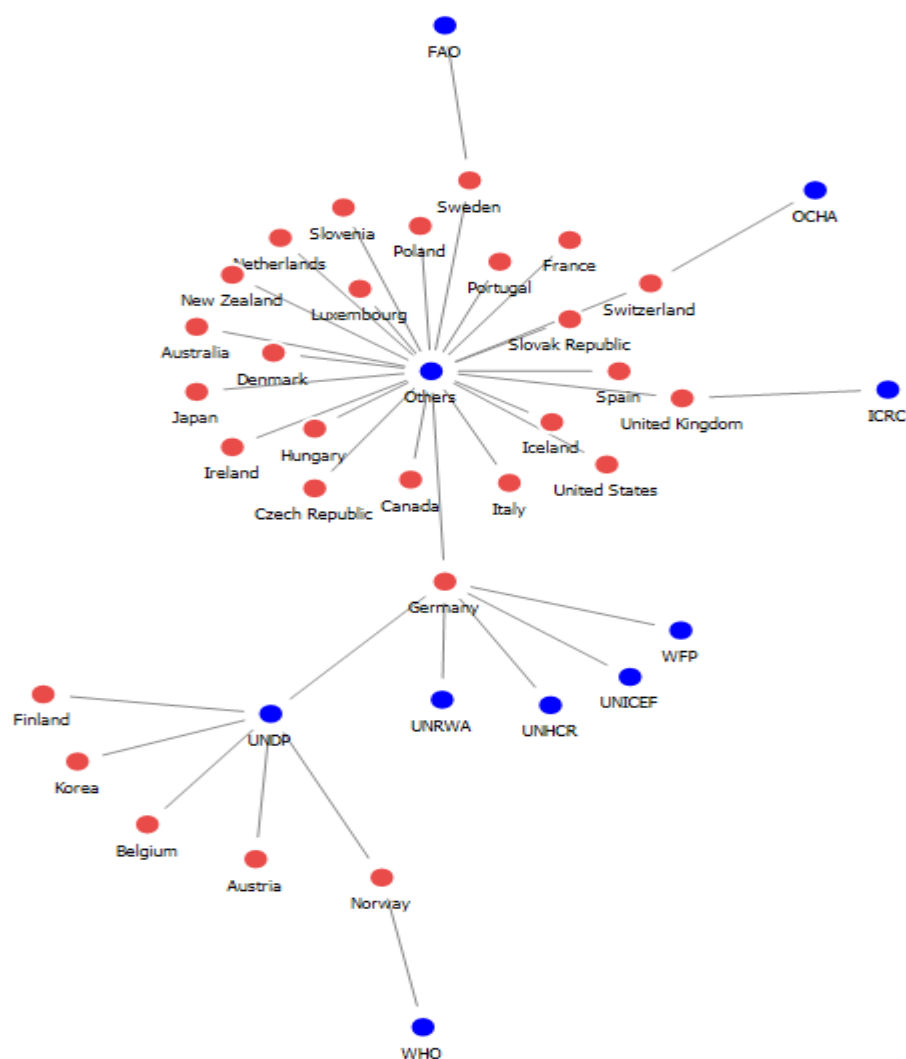 FAO
Sweden
OCHA
Slovenia
Poland
Netherlands
France
Portugal
New Zealand
Switzerland
Luxembourg
Slovak Republic
Australia
Denmark
Others
Spain
Japan
ICRC
United Kingdom
Iceland
Hungary
Ireland
United States
Canada
Italy
Czech Republic
Germany
WFP
UNICEF
Finland
UNRWA
UNHCR
UNDP
Korea
Belgium
Austria
Norway
WHO